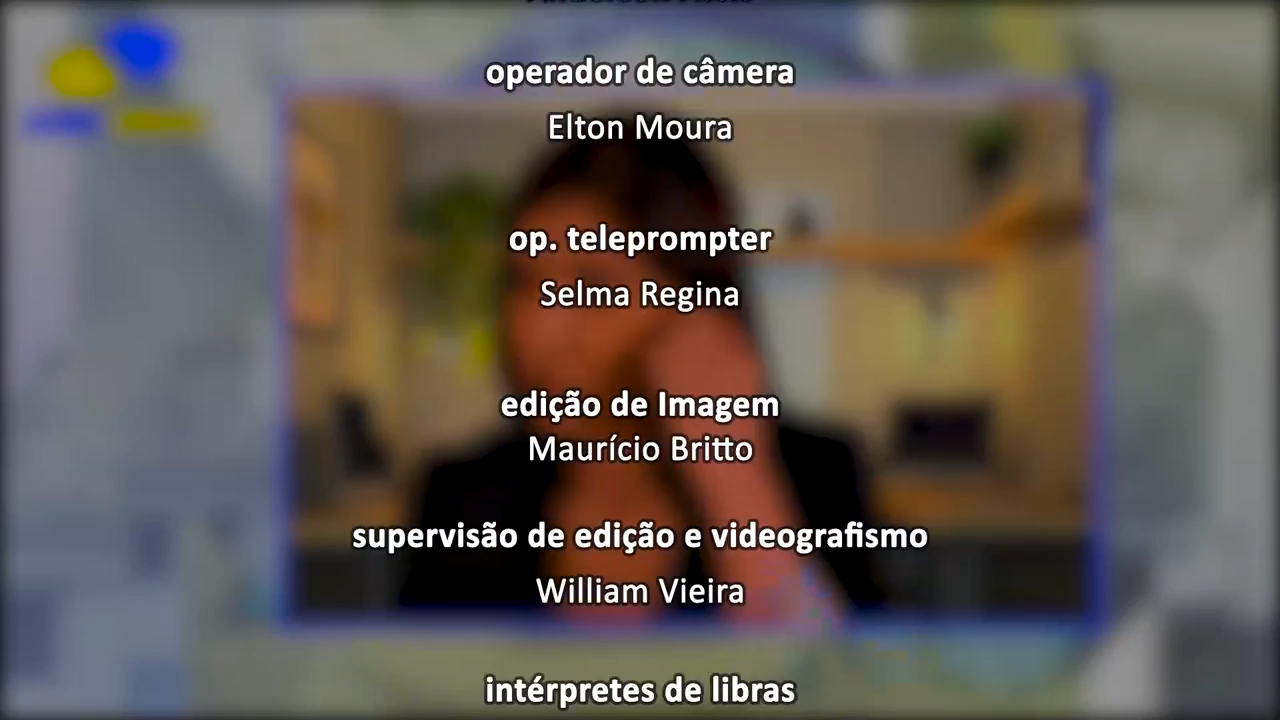 operador de câmera
Elton Moura
op. teleprompter
Selma Regina
edição de Imagem
Maurício Britto
supervisão de edição e videografismo
William Vieira
intérpretes de libras